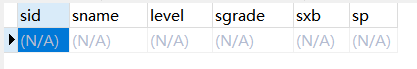 sid sname level sgrade sxb sp
(N/A) (N/A) (N/A) (N/A) (N/A) (N/A)